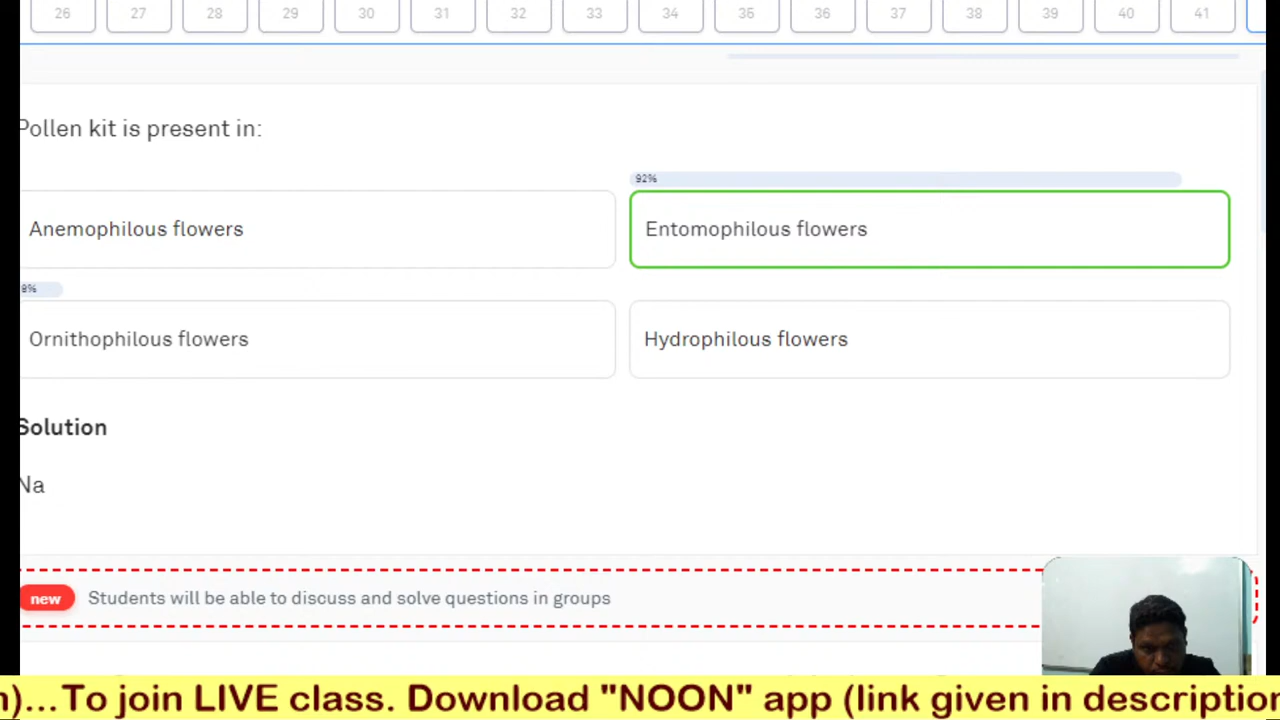 26 27 28 29 30 31 32 33 34 35 36 37 38 39 40 41
Pollen kit is present in:
92%
Anemophilous flowers
Entomophilous flowers
8%
Ornithophilous flowers
Hydrophilous flowers
Solution
Na
new Students will be able to discuss and solve questions in groups
n)...To join LIVE class. Download "NOON" app (link given in description